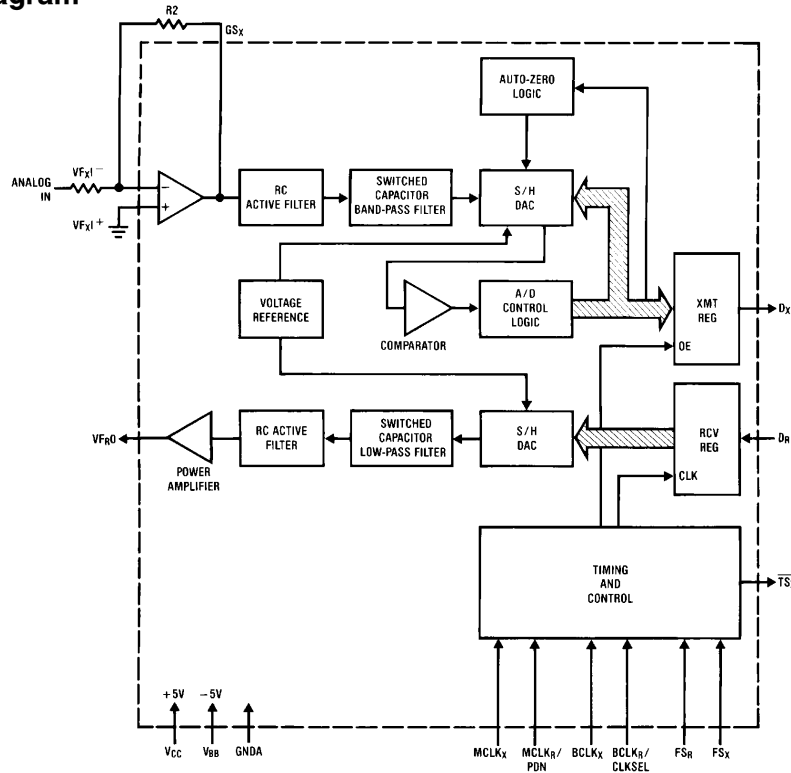 agram
R2
GSX
AUTO-ZERO
LOGIC
VFXI−
ANALOG
IN
−
+
VFXI+
RC
ACTIVE FILTER
SWITCHED
CAPACITOR
BAND-PASS FILTER
S/H
DAC
VOLTAGE
REFERENCE
COMPARATOR
A/D
CONTROL
LOGIC
XMT
REG
OE
DX
VFRO
POWER
AMPLIFIER
RC ACTIVE
FILTER
SWITCHED
CAPACITOR
LOW-PASS FILTER
S/H
DAC
RCV
REG
CLK
DR
TIMING
AND
CONTROL
TS
+5V
−5V
VCC
VBB
GNDA
MCLKX
MCLKR/
PDN
BCLKX
BCLKR/
CLKSEL
FSR
FSX